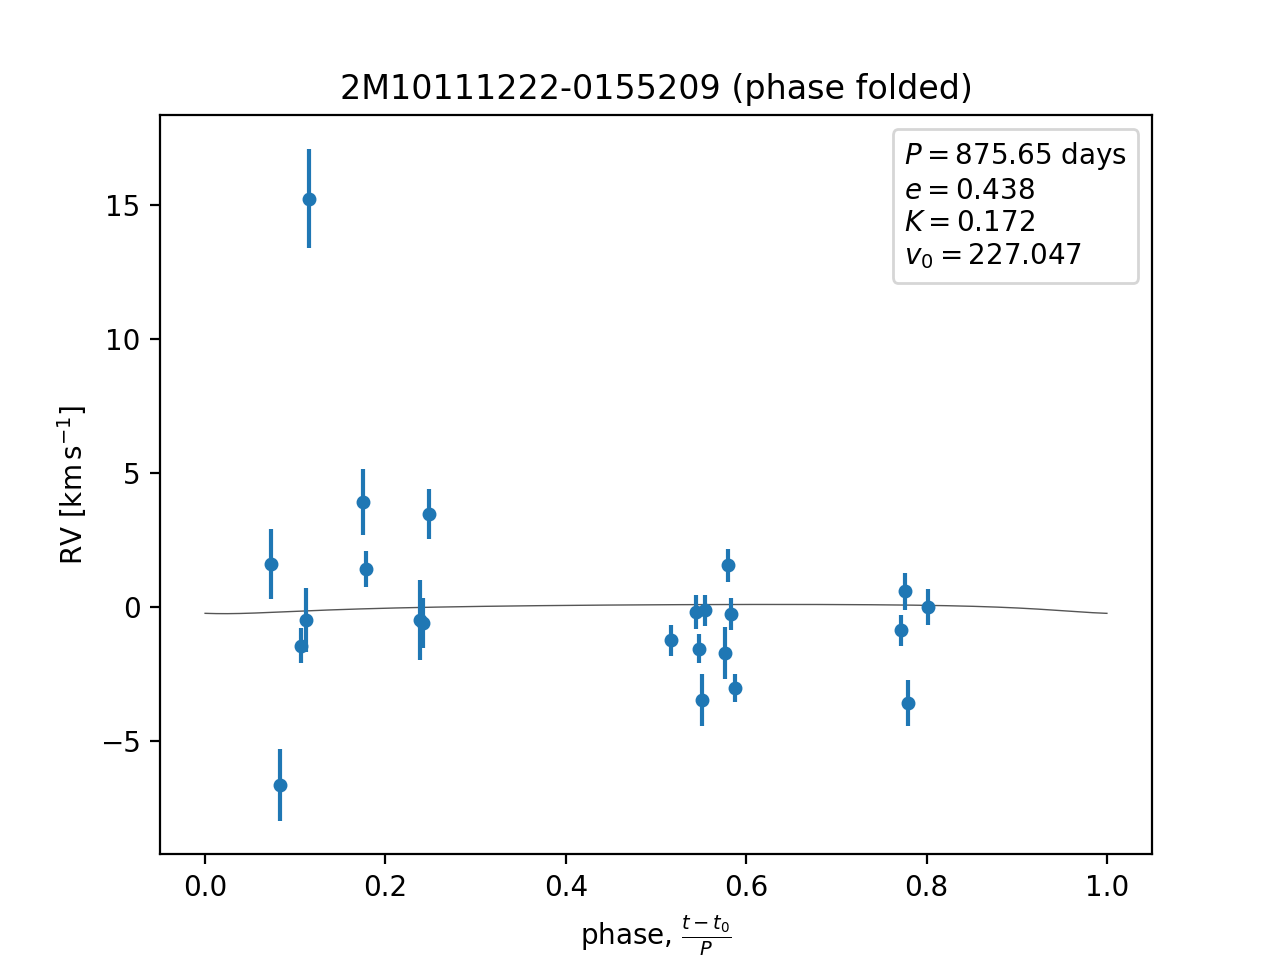 2M10111222-0155209 (phase folded)
P = 875.65 days
e = 0.438
K = 0.172
v₀ = 227.047
15
10
5
0
−5
RV [km s⁻¹]
0.0 0.2 0.4 0.6 0.8 1.0
phase, (t − t₀)/P